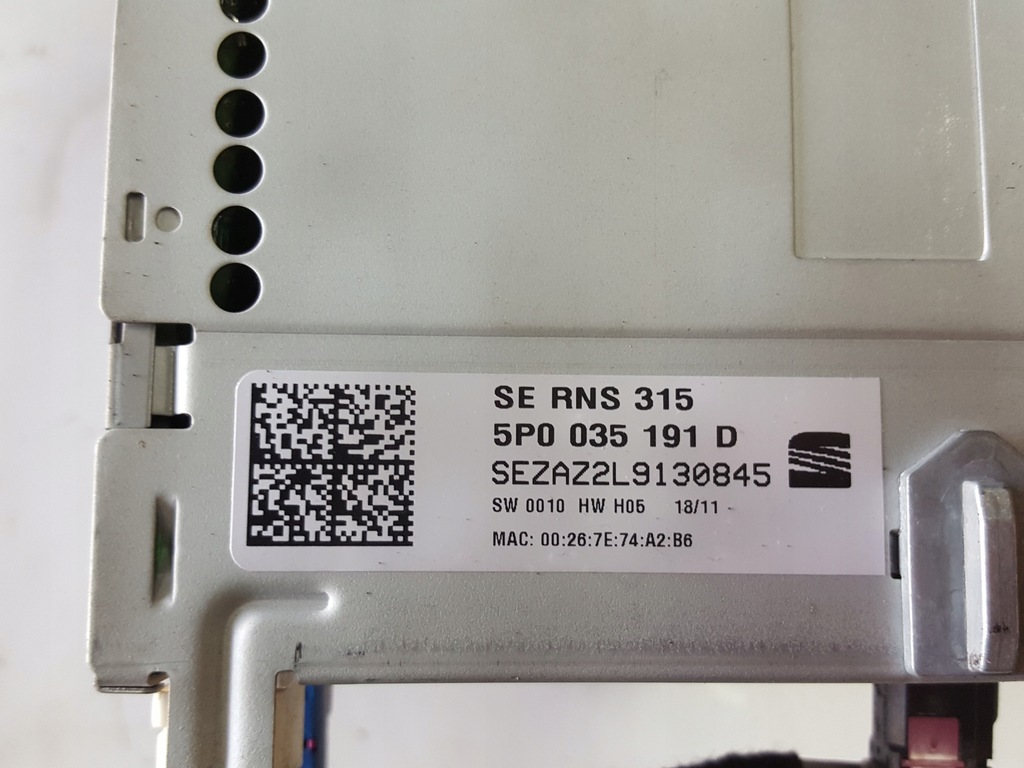 SE RNS 315
5P0 035 191 D
SEZAZ2L9130845
SW 0010 HW H05 18/11
MAC: 00:26:7E:74:A2:B6